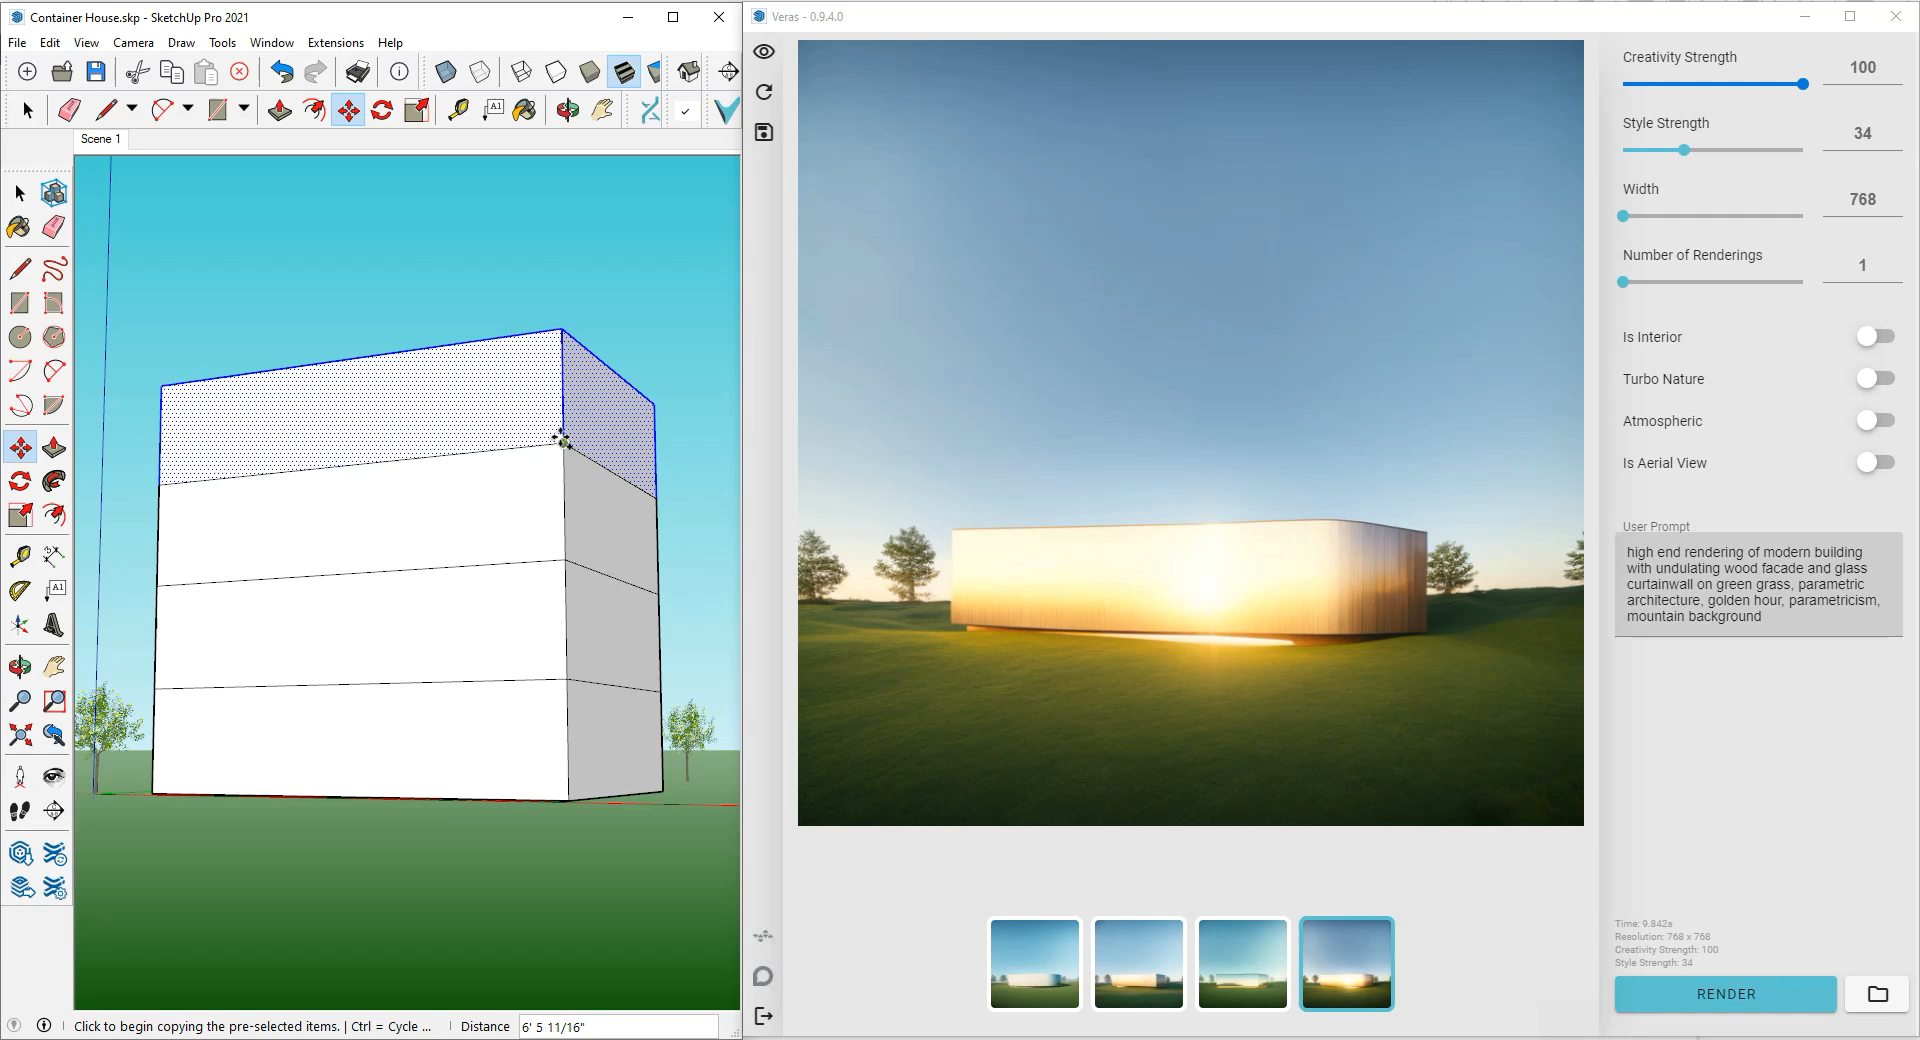 Container House.skp - SketchUp Pro 2021
File Edit View Camera Draw Tools Window Extensions Help
A1
Scene 1
A1
Click to begin copying the pre-selected items. | Ctrl = Cycle ...
Distance
6' 5 11/16"
Veras - 0.9.4.0
Creativity Strength
100
Style Strength
34
Width
768
Number of Renderings
1
Is Interior
Turbo Nature
Atmospheric
Is Aerial View
User Prompt
high end rendering of modern building
with undulating wood facade and glass
curtainwall on green grass, parametric
architecture, golden hour, parametricism,
mountain background
Time: 9.842s
Resolution: 768 x 768
Creativity Strength: 100
Style Strength: 34
RENDER